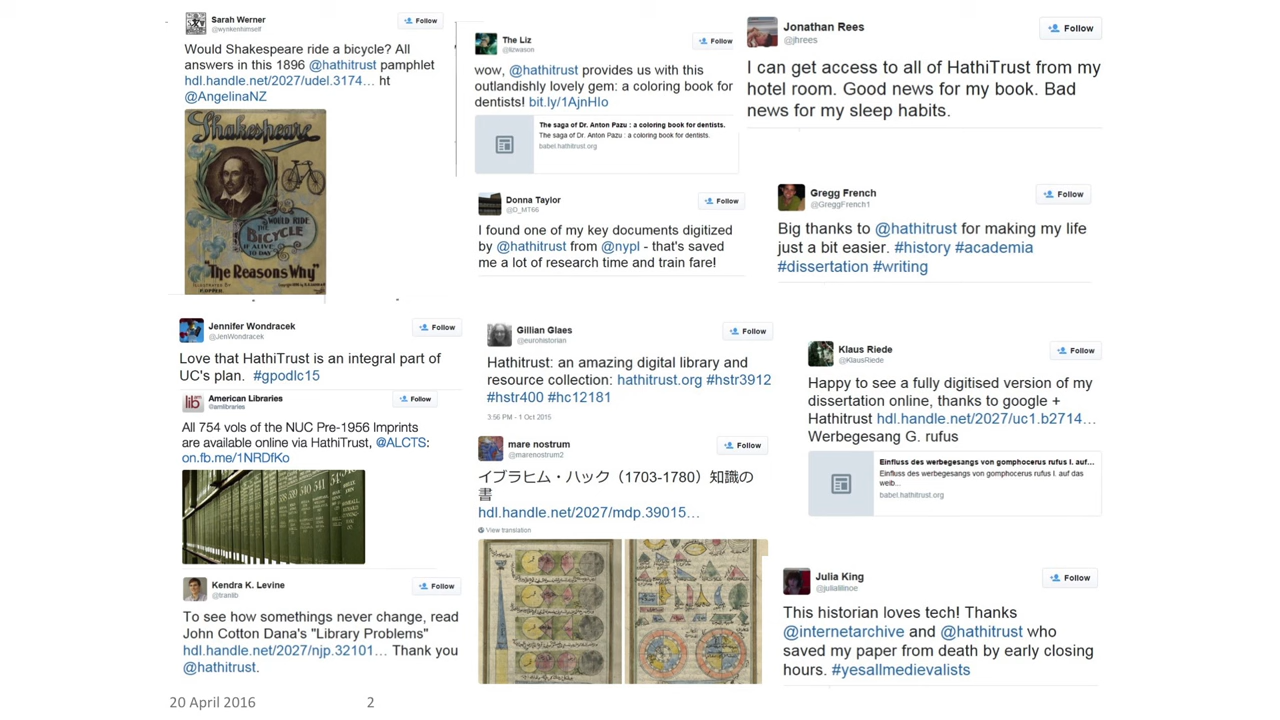 Sarah Werner
@wynkenhimself
Follow
Would Shakespeare ride a bicycle? All
answers in this 1896 @hathitrust pamphlet
hdl.handle.net/2027/udel.3174… ht
@AngelinaNZ
Shakespeare
WOULD RIDE
THE
BICYCLE
IF ALIVE
TO DAY
"The Reasons Why"
ILLUSTRATED BY
The Liz
@lizwason
Follow
wow, @hathitrust provides us with this
outlandishly lovely gem: a coloring book for
dentists! bit.ly/1AjnHIo
The saga of Dr. Anton Pazu : a coloring book for dentists.
The saga of Dr. Anton Pazu : a coloring book for dentists.
babel.hathitrust.org
Jonathan Rees
@jhrees
Follow
I can get access to all of HathiTrust from my
hotel room. Good news for my book. Bad
news for my sleep habits.
Donna Taylor
@D_MT66
Follow
I found one of my key documents digitized
by @hathitrust from @nypl - that's saved
me a lot of research time and train fare!
Gregg French
@GreggFrench1
Follow
Big thanks to @hathitrust for making my life
just a bit easier. #history #academia
#dissertation #writing
Jennifer Wondracek
@JenWondracek
Follow
Love that HathiTrust is an integral part of
UC's plan. #gpodlc15
Gillian Glaes
@eurohistorian
Follow
Hathitrust: an amazing digital library and
resource collection: hathitrust.org #hstr3912
#hstr400 #hc12181
3:56 PM - 1 Oct 2015
Klaus Riede
@KlausRiede
Follow
Happy to see a fully digitised version of my
dissertation online, thanks to google +
Hathitrust hdl.handle.net/2027/uc1.b2714…
Werbegesang G. rufus
Einfluss des werbegesangs von gomphocerus rufus l. auf...
Einfluss des werbegesangs von gomphocerus rufus l. auf das
weib...
babel.hathitrust.org
lib
American Libraries
@amlibraries
Follow
All 754 vols of the NUC Pre-1956 Imprints
are available online via HathiTrust, @ALCTS:
on.fb.me/1NRDfKo
mare nostrum
@marenostrum2
Follow
イブラヒム・ハック（1703-1780）知識の
書
hdl.handle.net/2027/mdp.39015…
View translation
Kendra K. Levine
@tranlib
Follow
To see how somethings never change, read
John Cotton Dana's "Library Problems"
hdl.handle.net/2027/njp.32101… Thank you
@hathitrust.
Julia King
Follow
This historian loves tech! Thanks
@internetarchive and @hathitrust who
saved my paper from death by early closing
hours. #yesallmedievalists
20 April 2016
2